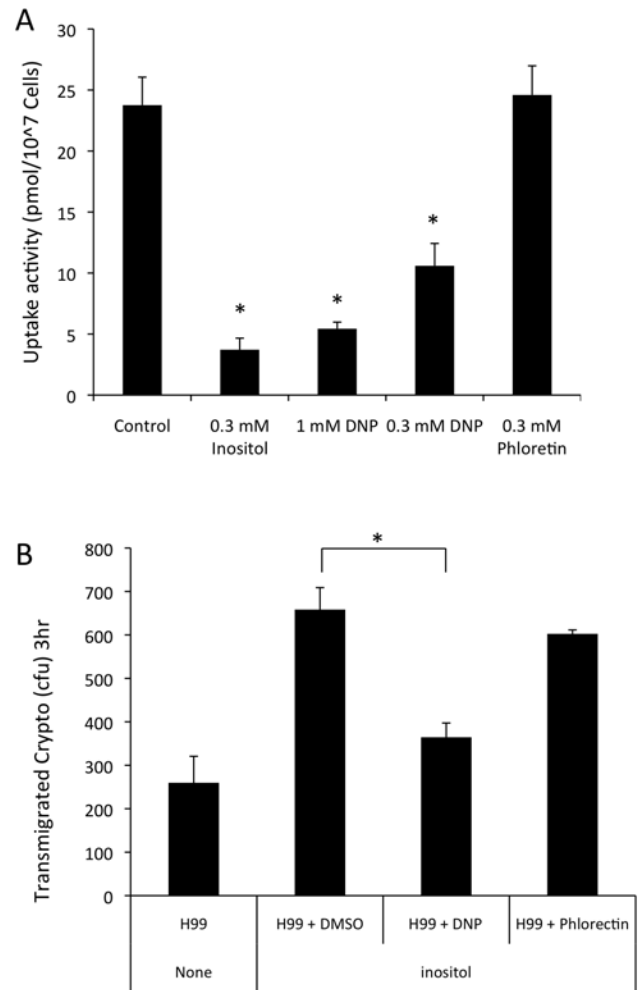 A
Uptake activity (pmol/10^7 Cells)
30
25
20
15
10
5
0
*
*
*
Control
0.3 mM
Inositol
1 mM DNP
0.3 mM DNP
0.3 mM
Phloretin
B
Transmigrated Crypto (cfu) 3hr
800
700
600
500
400
300
200
100
0
*
H99
H99 + DMSO
H99 + DNP
H99 + Phlorectin
None
inositol